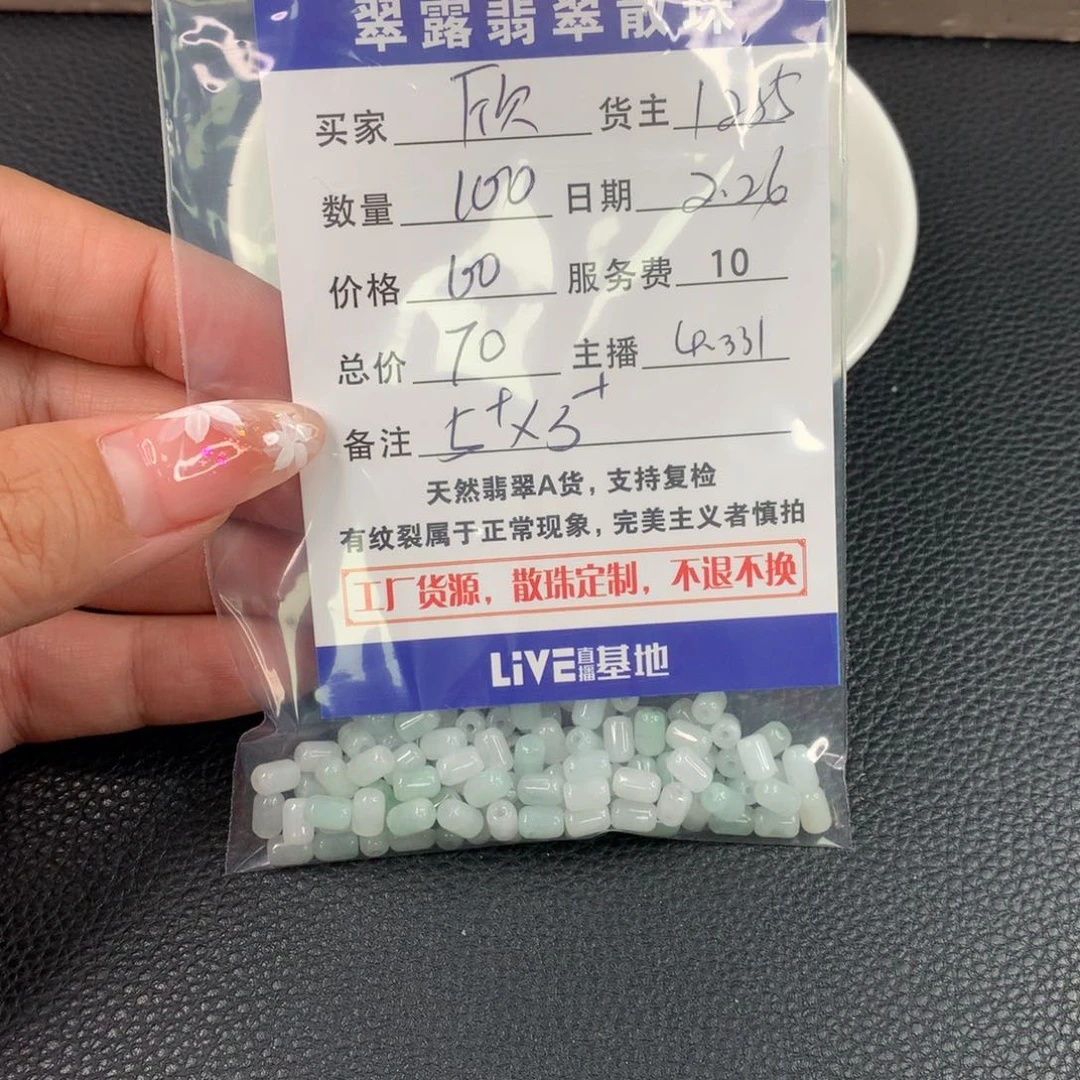 翠露翡翠散珠
买家 欣 货主 1285
数量 100 日期 2.26
价格 60 服务费 10
总价 70 主播
备注 5⁺×3⁺
天然翡翠A货，支持复检
有纹裂属于正常现象，完美主义者慎拍
工厂货源，散珠定制，不退不换
LiVE直播基地